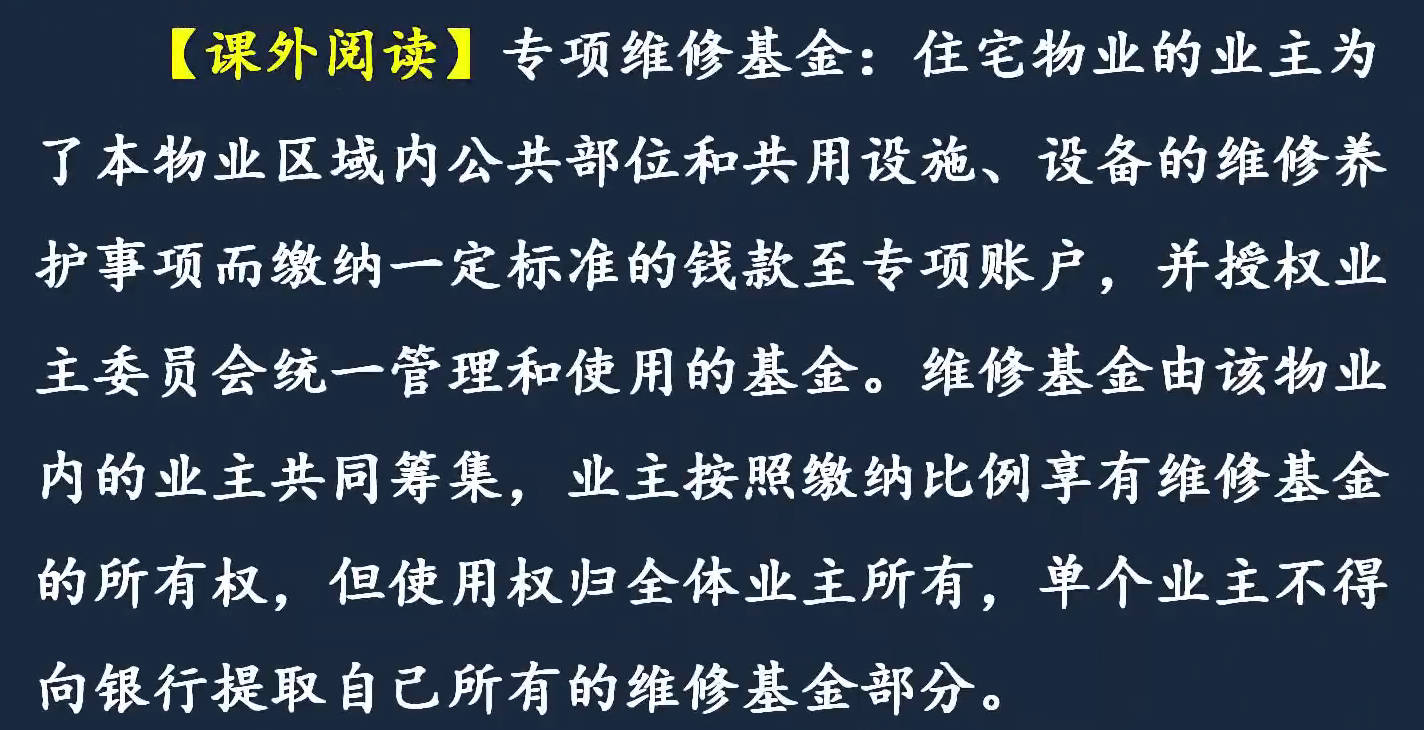 【课外阅读】专项维修基金：住宅物业的业主为
了本物业区域内公共部位和共用设施、设备的维修养
护事项而缴纳一定标准的钱款至专项账户，并授权业
主委员会统一管理和使用的基金。维修基金由该物业
内的业主共同筹集，业主按照缴纳比例享有维修基金
的所有权，但使用权归全体业主所有，单个业主不得
向银行提取自己所有的维修基金部分。